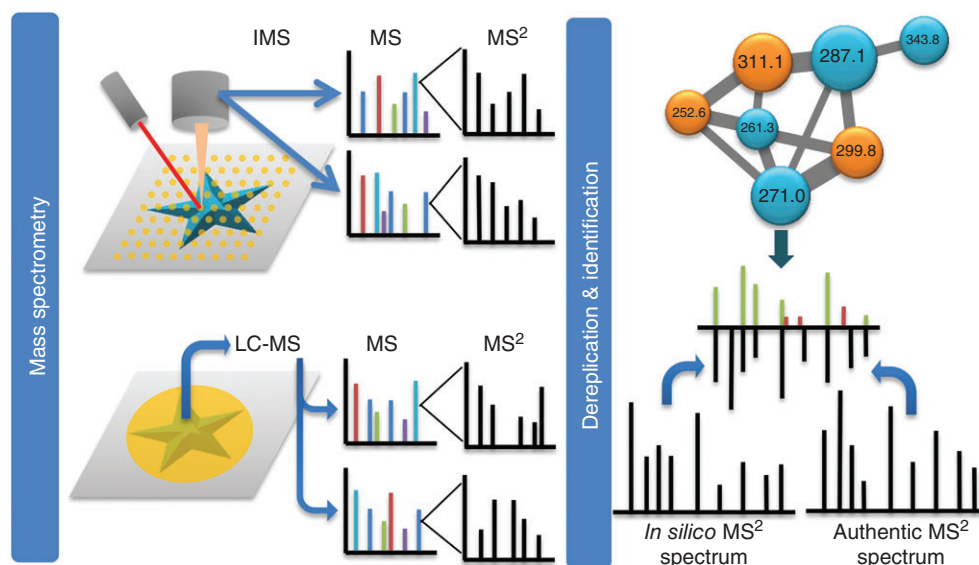 Mass spectrometry
IMS
MS
MS²
LC-MS
MS
MS²
Dereplication & identification
311.1
287.1
343.8
252.6
261.3
299.8
271.0
In silico MS²
spectrum
Authentic MS²
spectrum